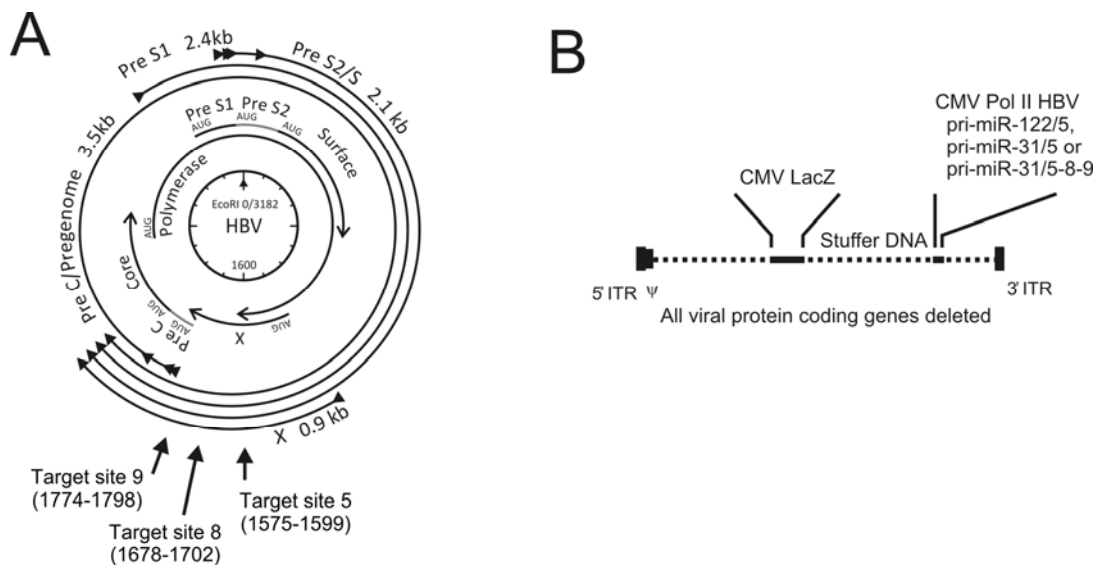 A
Pre S1 2.4kb
Pre S2/S 2.1 kb
3.5kb
Pre C/Pregenome
Pre S1 Pre S2
AUG AUG AUG
Surface
Polymerase
AUG
EcoRI 0/3182
HBV
1600
Core
AUG
AUG
Pre C
X
AUG
X 0.9 kb
Target site 9
(1774-1798)
Target site 8
(1678-1702)
Target site 5
(1575-1599)
B
CMV Pol II HBV
pri-miR-122/5,
pri-miR-31/5 or
pri-miR-31/5-8-9
CMV LacZ
Stuffer DNA
5' ITR ψ
3' ITR
All viral protein coding genes deleted